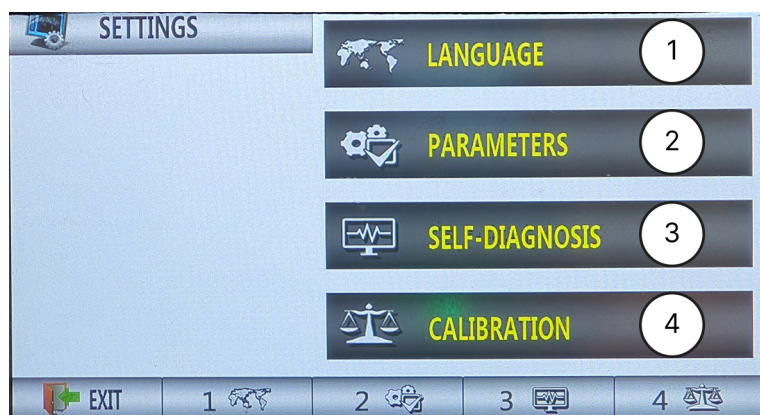 SETTINGS
LANGUAGE 1
PARAMETERS 2
SELF-DIAGNOSIS 3
CALIBRATION 4
EXIT 1 2 3 4